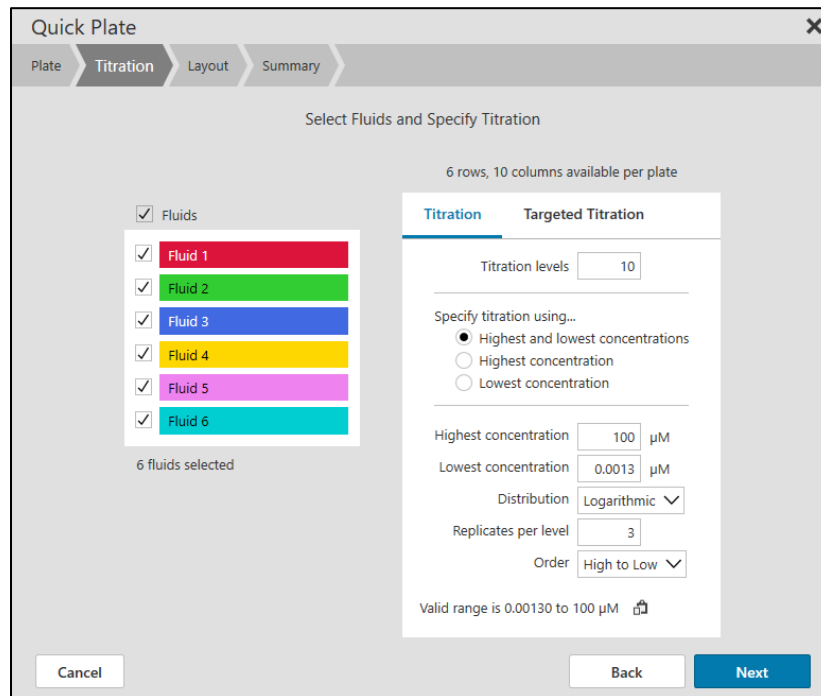 Quick Plate
Plate Titration Layout Summary
Select Fluids and Specify Titration
6 rows, 10 columns available per plate
Fluids
Fluid 1
Fluid 2
Fluid 3
Fluid 4
Fluid 5
Fluid 6
6 fluids selected
Titration Targeted Titration
Titration levels 10
Specify titration using...
Highest and lowest concentrations
Highest concentration
Lowest concentration
Highest concentration 100 µM
Lowest concentration 0.0013 µM
Distribution Logarithmic
Replicates per level 3
Order High to Low
Valid range is 0.00130 to 100 µM
Cancel Back Next